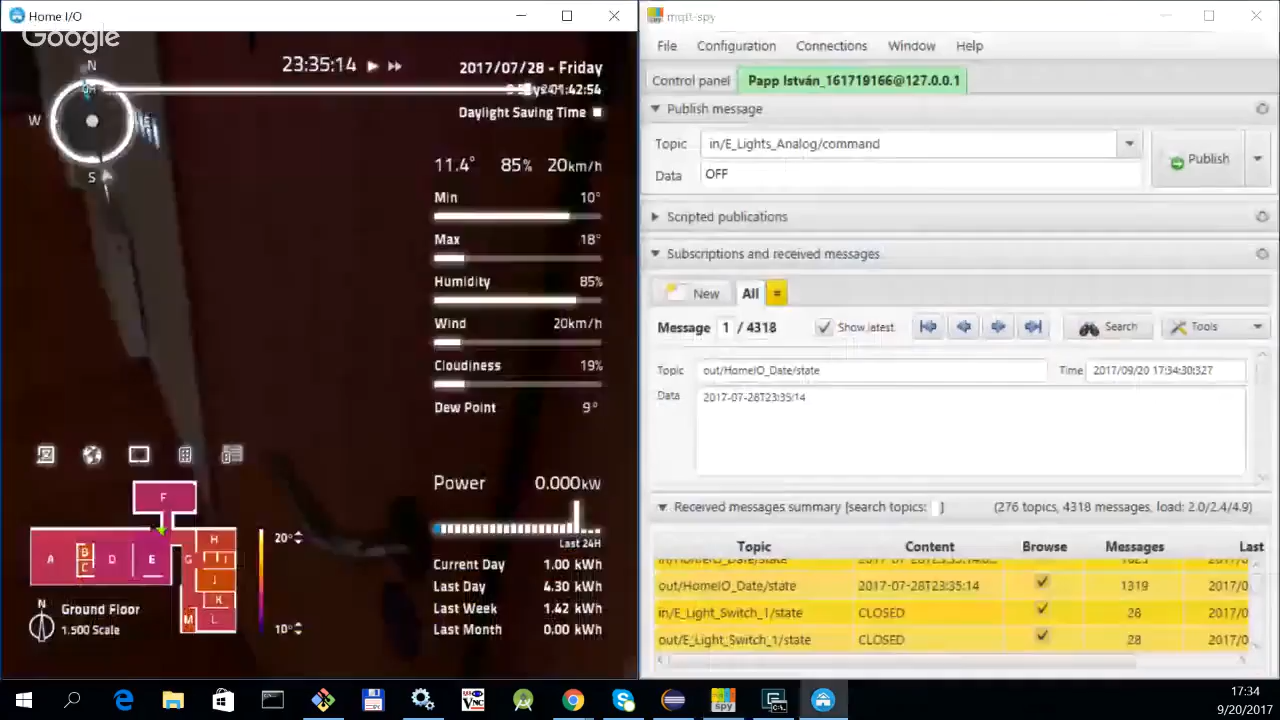 Home I/O
Google
23:35:14
2017/07/28 - Friday
01:42:54
Daylight Saving Time
N
W
S
11.4° 85% 20km/h
Min 10°
Max 18°
Humidity 85%
Wind 20km/h
Cloudiness 19%
Dew Point 9°
Power 0.000kW
Last 24H
Current Day 1.00 kWh
Last Day 4.30 kWh
Last Week 1.42 kWh
Last Month 0.00 kWh
F
A B C D E G H I J K L M
20°
10°
N
Ground Floor
1.500 Scale
mqtt-spy
File Configuration Connections Window Help
Control panel Papp István_161719166@127.0.0.1
Publish message
Topic in/E_Lights_Analog/command
Publish
Data OFF
Scripted publications
Subscriptions and received messages
New All
Message 1 / 4318 Show latest Search Tools
Topic out/HomeIO_Date/state Time 2017/09/20 17:34:30:327
Data 2017-07-28T23:35:14
Received messages summary [search topics: ] (276 topics, 4318 messages, load: 2.0/2.4/4.9)
Topic Content Browse Messages Last
out/HomeIO_Date/state 2017-07-28T23:35:14 1319 2017/0
in/E_Light_Switch_1/state CLOSED 28 2017/0
out/E_Light_Switch_1/state CLOSED 28 2017/0
17:34
9/20/2017